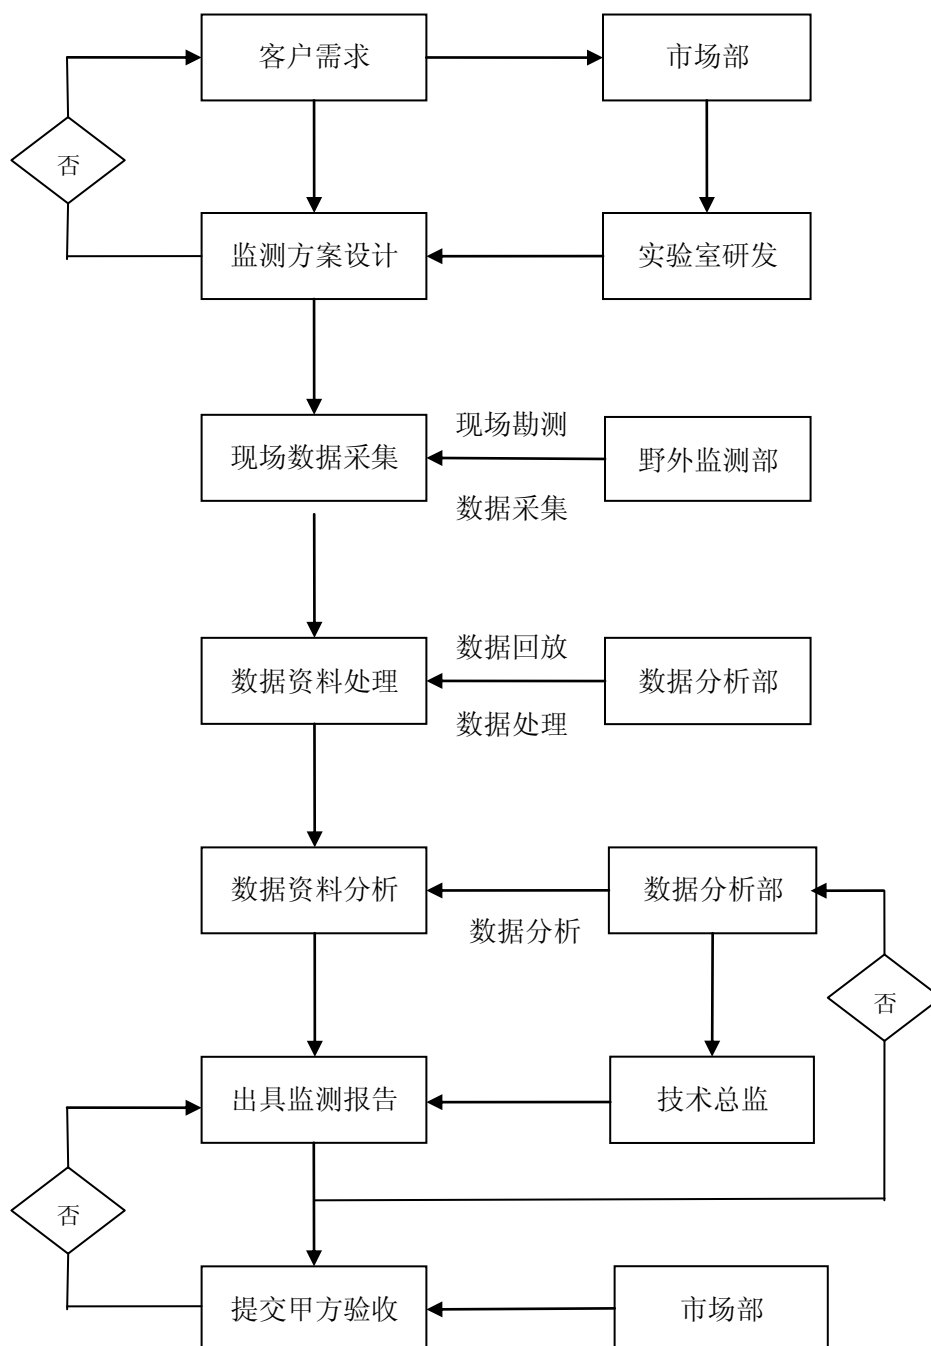 客户需求
市场部
否
监测方案设计
实验室研发
现场勘测
现场数据采集
野外监测部
数据采集
数据回放
数据资料处理
数据分析部
数据处理
数据资料分析
数据分析部
数据分析
否
出具监测报告
技术总监
否
提交甲方验收
市场部